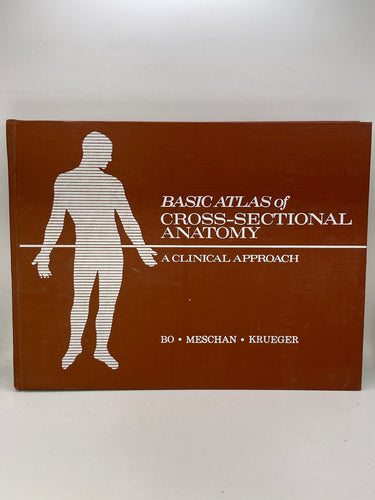 BASIC ATLAS of
CROSS-SECTIONAL
ANATOMY
A CLINICAL APPROACH
BO • MESCHAN • KRUEGER